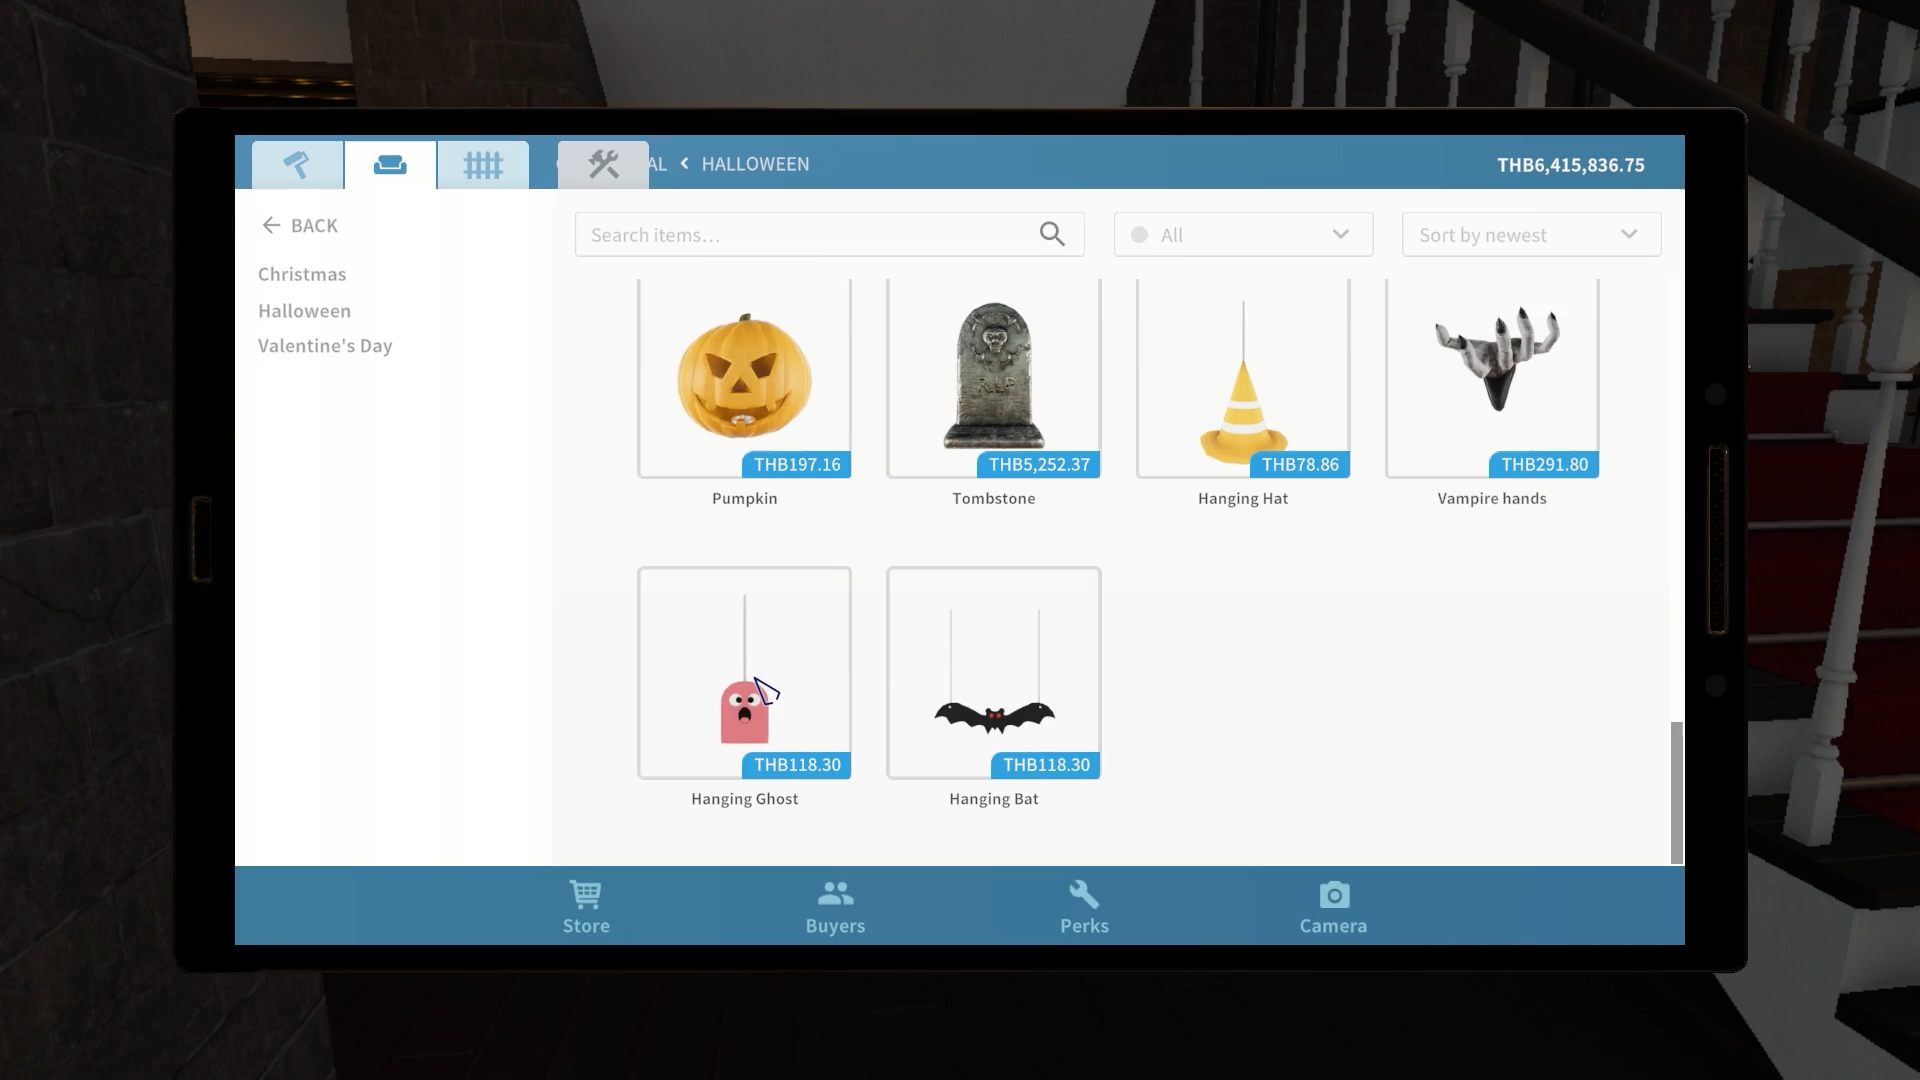 AL < HALLOWEEN
THB6,415,836.75
BACK
Search items...
All
Sort by newest
Christmas
Halloween
Valentine's Day
RIP
THB197.16
THB5,252.37
THB78.86
THB291.80
Pumpkin
Tombstone
Hanging Hat
Vampire hands
THB118.30
THB118.30
Hanging Ghost
Hanging Bat
Store
Buyers
Perks
Camera